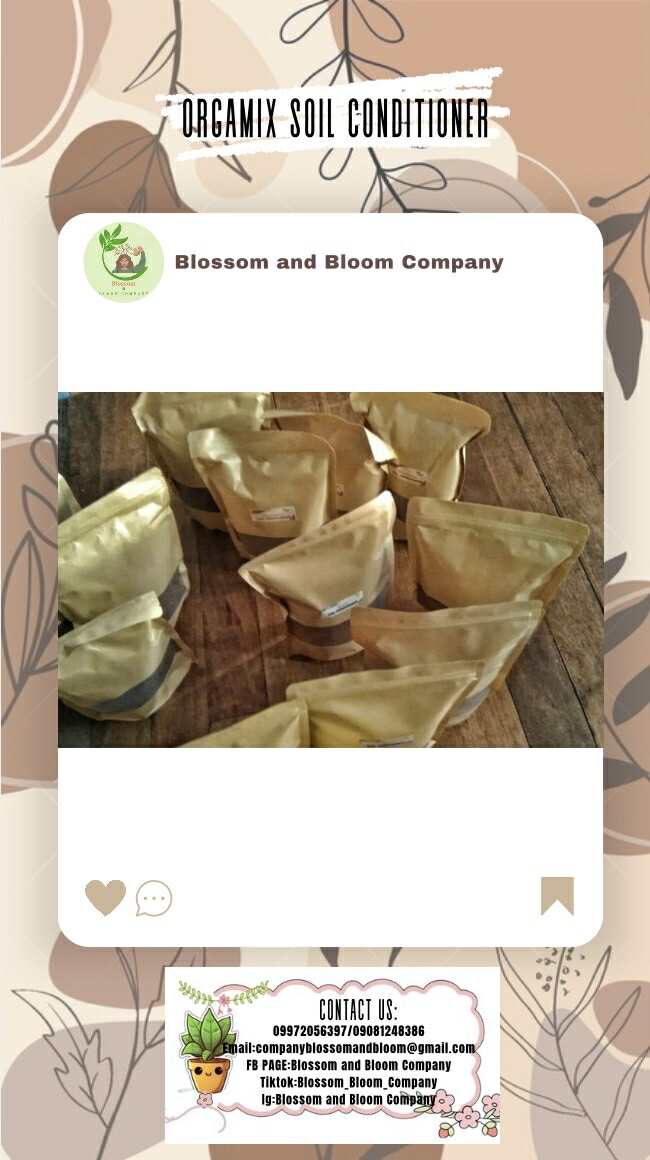 ORGAMIX SOIL CONDITIONER
Blossom and Bloom Company
Blossom
CONTACT US:
09972056397/09081248386
Email:companyblossomandbloom@gmail.com
FB PAGE:Blossom and Bloom Company
Tiktok:Blossom_Bloom_Company
Ig:Blossom and Bloom Company